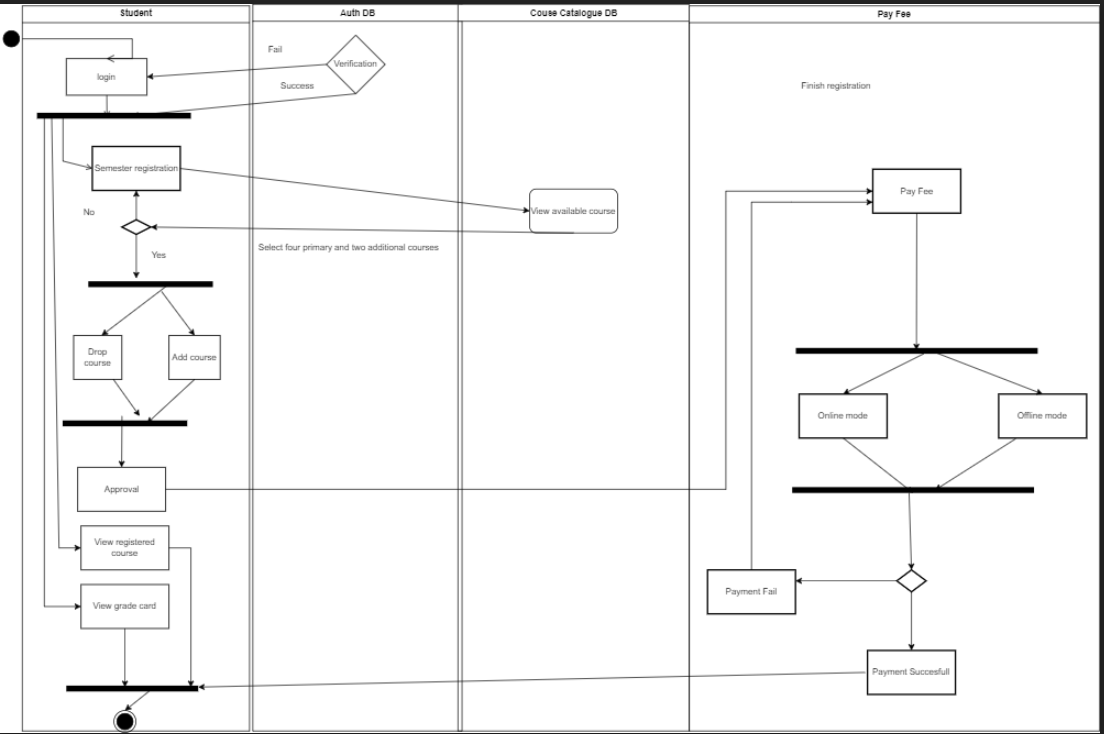 Student
Auth DB
Couse Catalogue DB
Pay Fee
Fail
Verification
login
Success
Finish registration
Semester registration
Pay Fee
No
View available course
Select four primary and two additional courses
Yes
Drop
course
Add course
Online mode
Offline mode
Approval
View registered
course
Payment Fail
View grade card
Payment Succesfull